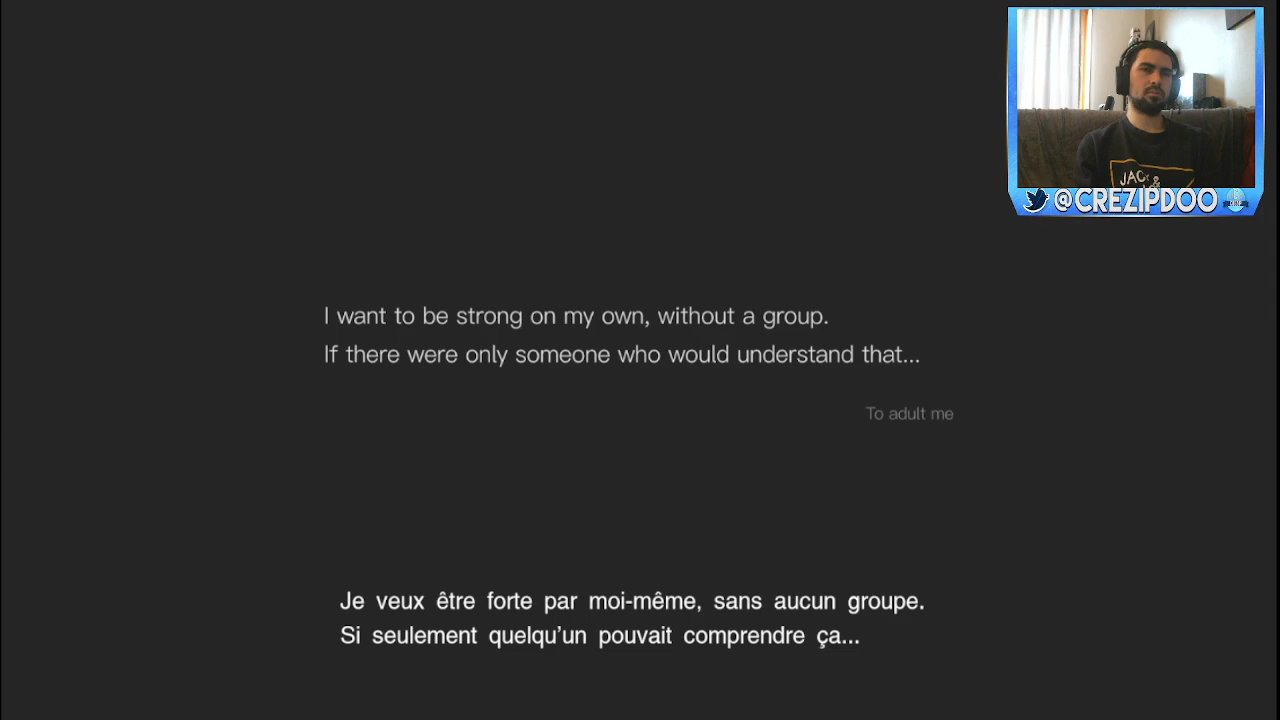 JACK &
@CREZIPDOO
I want to be strong on my own, without a group.
If there were only someone who would understand that...
To adult me
Je veux être forte par moi-même, sans aucun groupe.
Si seulement quelqu'un pouvait comprendre ça...